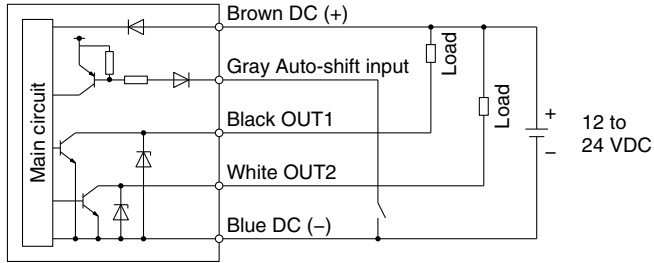 Brown DC (+)
Gray Auto-shift input
Black OUT1
White OUT2
Blue DC (−)
Main circuit
Load
Load
+
−
12 to
24 VDC